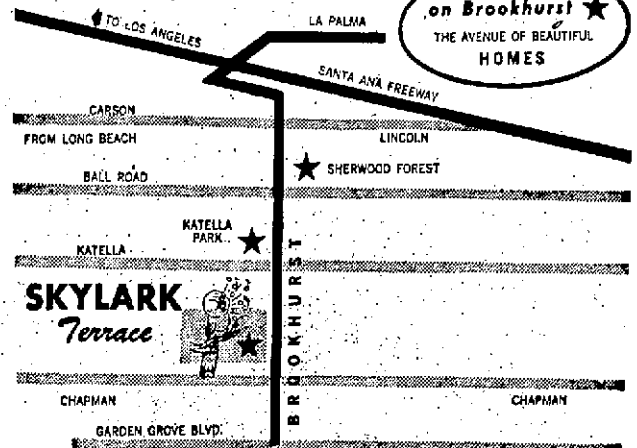 on Brookhurst
THE AVENUE OF BEAUTIFUL
HOMES
TO LOS ANGELES
LA PALMA
SANTA ANA FREEWAY
CARSON
LINCOLN
FROM LONG BEACH
SHERWOOD FOREST
BALL ROAD
KATELLA
PARK
KATELLA
BROOKHURST
SKYLARK
Terrace
CHAPMAN
CHAPMAN
GARDEN GROVE BLVD.